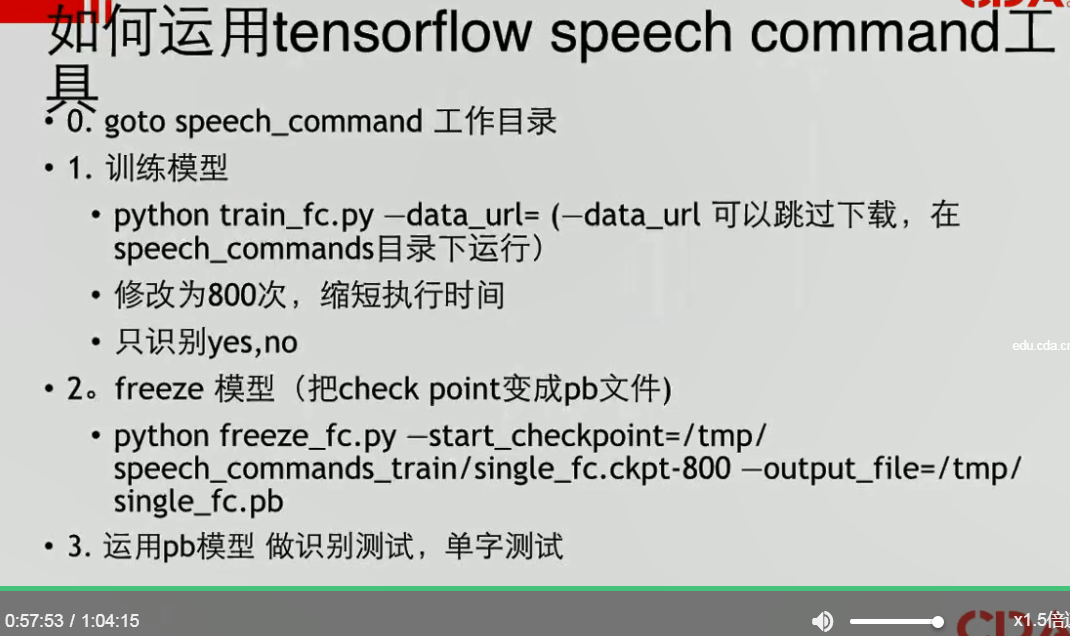 如何运用tensorflow speech command工
具
• 0. goto speech_command 工作目录
• 1. 训练模型
• python train_fc.py —data_url= (—data_url 可以跳过下载，在
speech_commands目录下运行）
• 修改为800次，缩短执行时间
• 只识别yes,no
edu.cda.cn
• 2。freeze 模型（把check point变成pb文件)
• python freeze_fc.py —start_checkpoint=/tmp/
speech_commands_train/single_fc.ckpt-800 —output_file=/tmp/
single_fc.pb
• 3. 运用pb模型 做识别测试，单字测试
0:57:53 / 1:04:15
x1.5倍